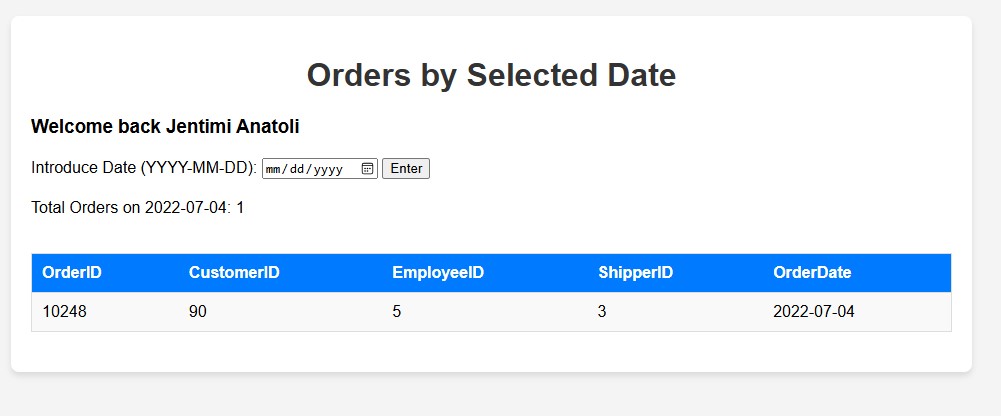 Orders by Selected Date
Welcome back Jentimi Anatoli
Introduce Date (YYYY-MM-DD): mm/dd/yyyy Enter
Total Orders on 2022-07-04: 1
OrderID CustomerID EmployeeID ShipperID OrderDate
10248 90 5 3 2022-07-04